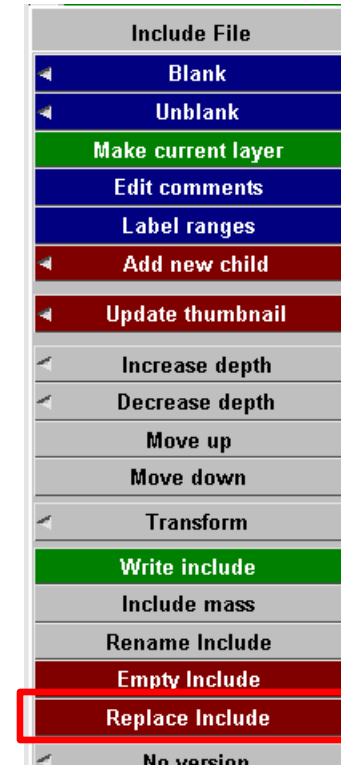 Include File
Blank
Unblank
Make current layer
Edit comments
Label ranges
Add new child
Update thumbnail
Increase depth
Decrease depth
Move up
Move down
Transform
Write include
Include mass
Rename Include
Empty Include
Replace Include
No version